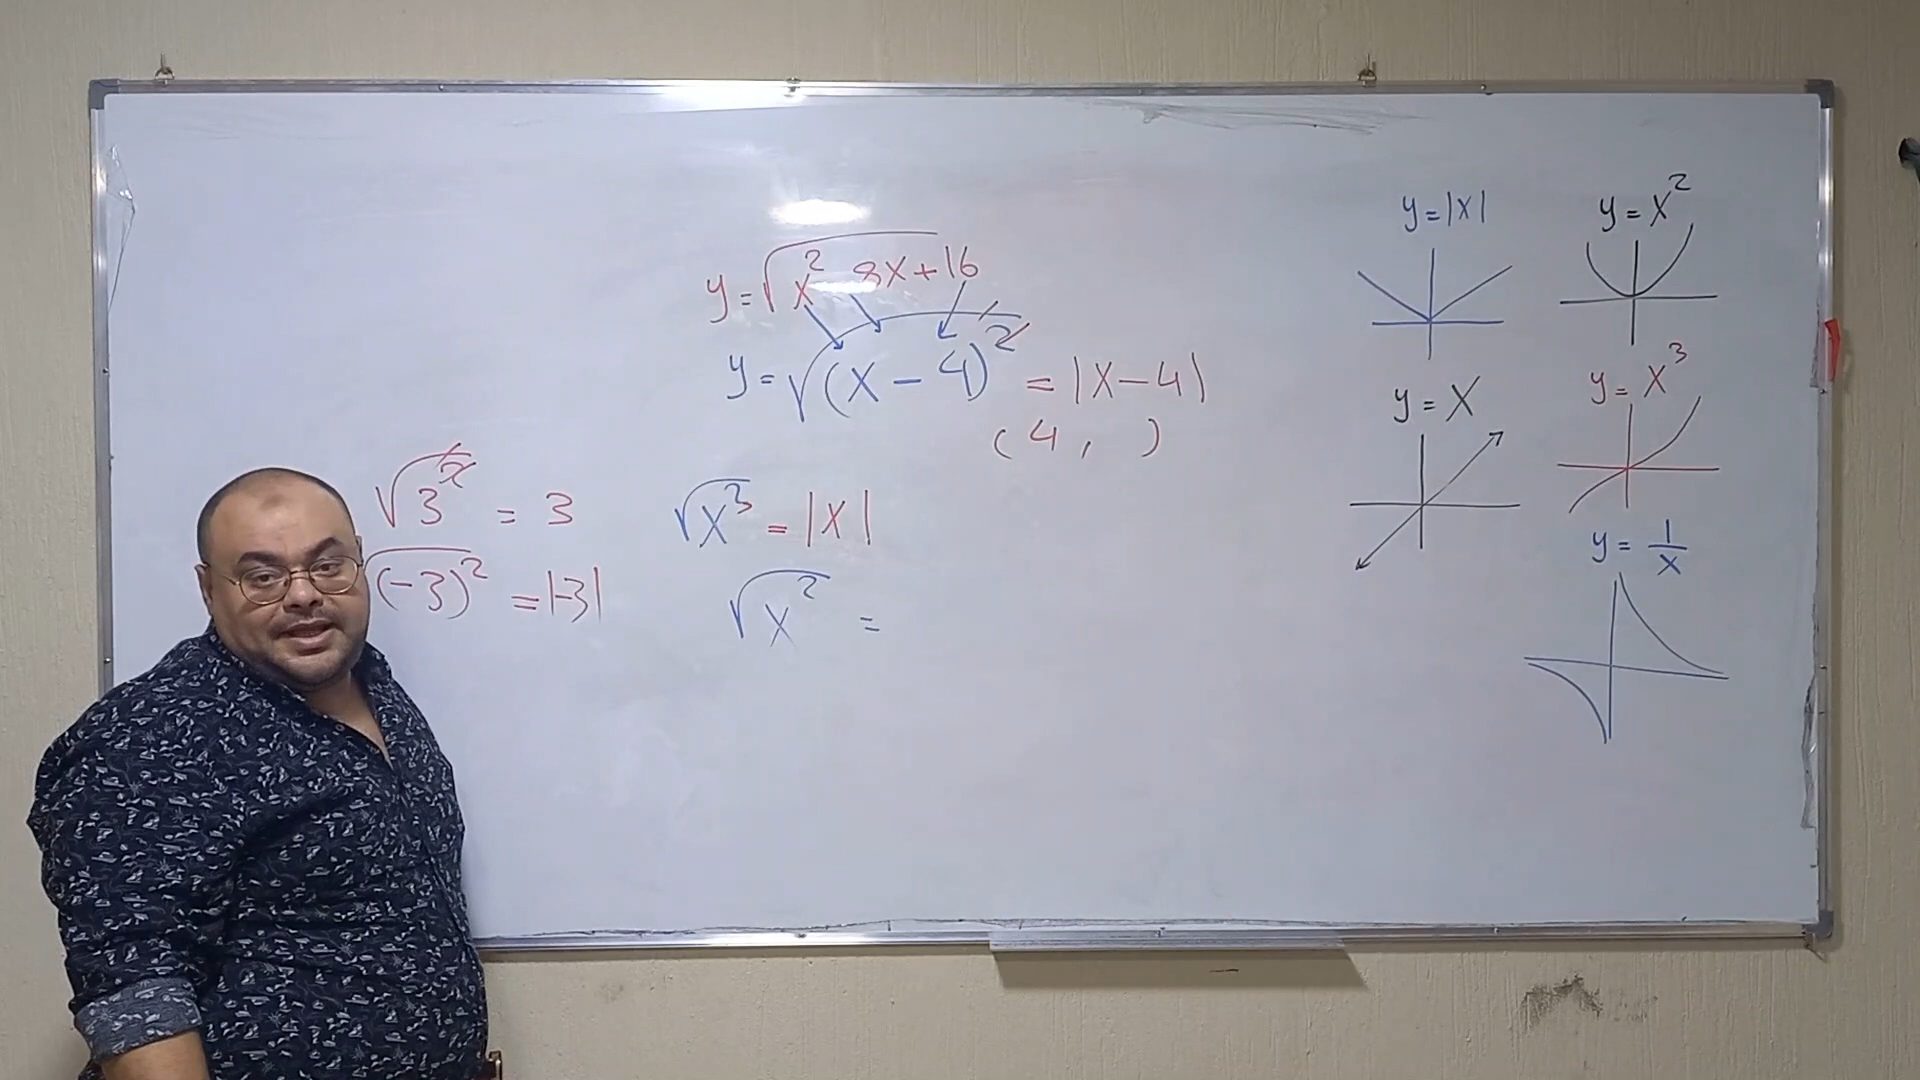 y = √x² 8x + 16
y = √(x - 4)² = |x - 4|
(4, )
√3² = 3
√x³ = |x|
(-3)² = |-3|
√x² =
y = |x|
y = x²
y = x
y = x³
y = 1/x